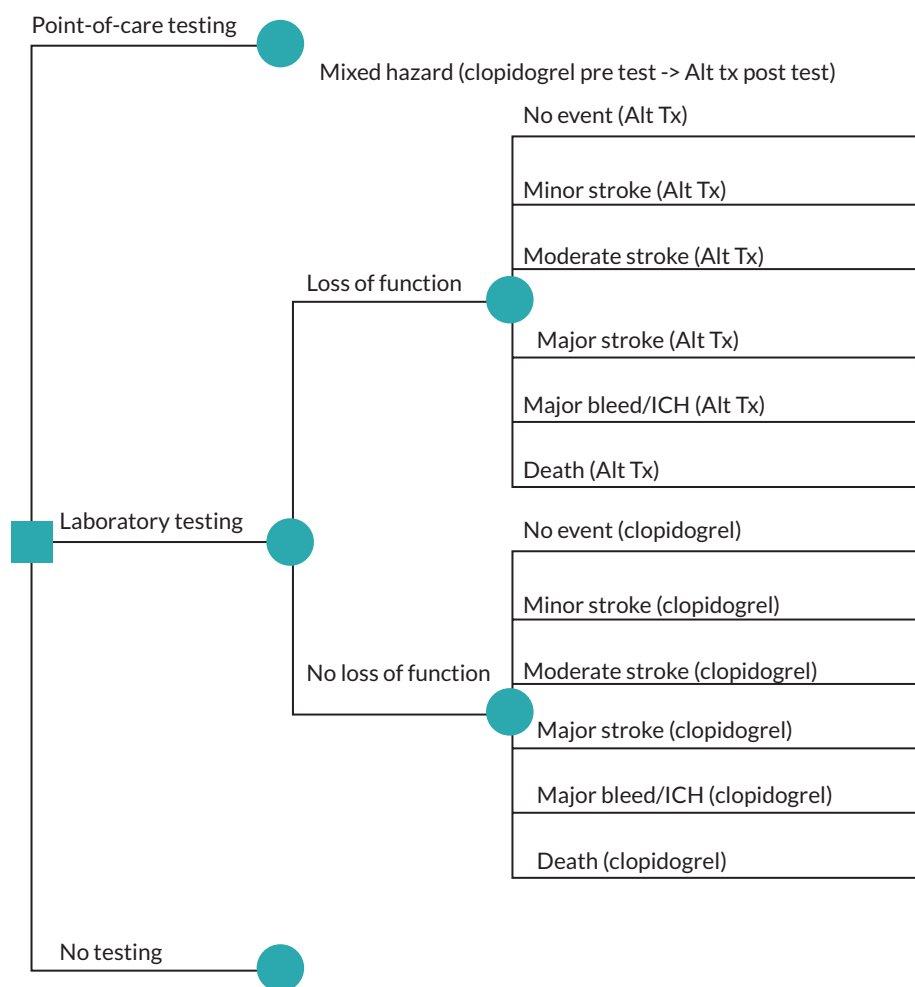 Point-of-care testing
Mixed hazard (clopidogrel pre test -> Alt tx post test)
No event (Alt Tx)
Minor stroke (Alt Tx)
Moderate stroke (Alt Tx)
Loss of function
Major stroke (Alt Tx)
Major bleed/ICH (Alt Tx)
Death (Alt Tx)
Laboratory testing
No event (clopidogrel)
Minor stroke (clopidogrel)
No loss of function
Moderate stroke (clopidogrel)
Major stroke (clopidogrel)
Major bleed/ICH (clopidogrel)
Death (clopidogrel)
No testing